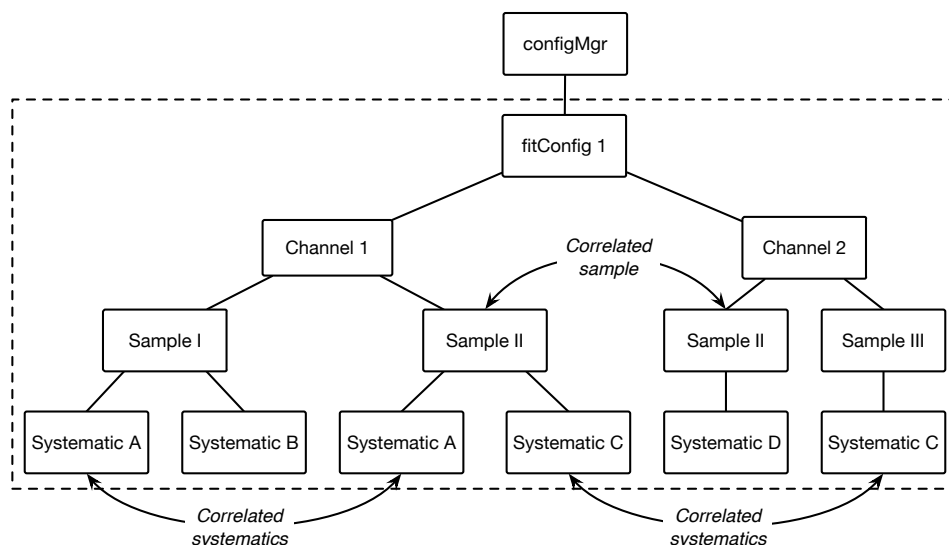 configMgr
fitConfig 1
Channel 1
Correlated
sample
Channel 2
Sample I
Sample II
Sample II
Sample III
Systematic A
Systematic B
Systematic A
Systematic C
Systematic D
Systematic C
Correlated
systematics
Correlated
systematics